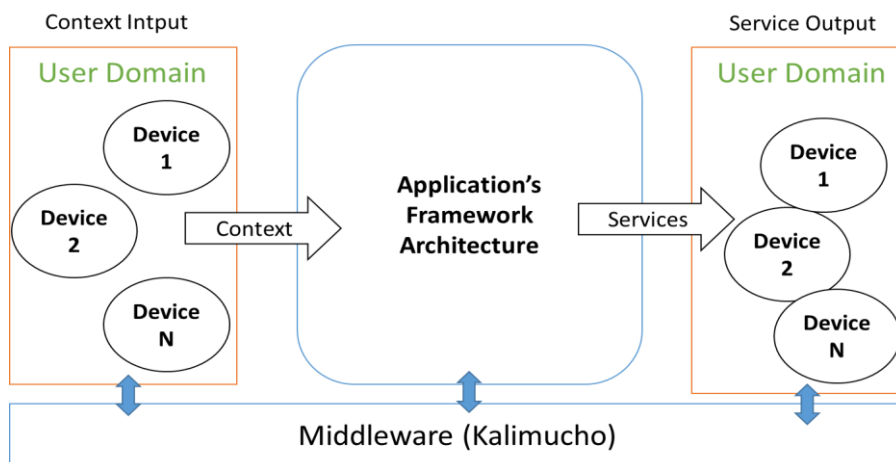 Context Intput
Service Output
User Domain
Device
1
Device
2
Device
N
Context
Application's
Framework
Architecture
Services
User Domain
Device
1
Device
2
Device
N
Middleware (Kalimucho)